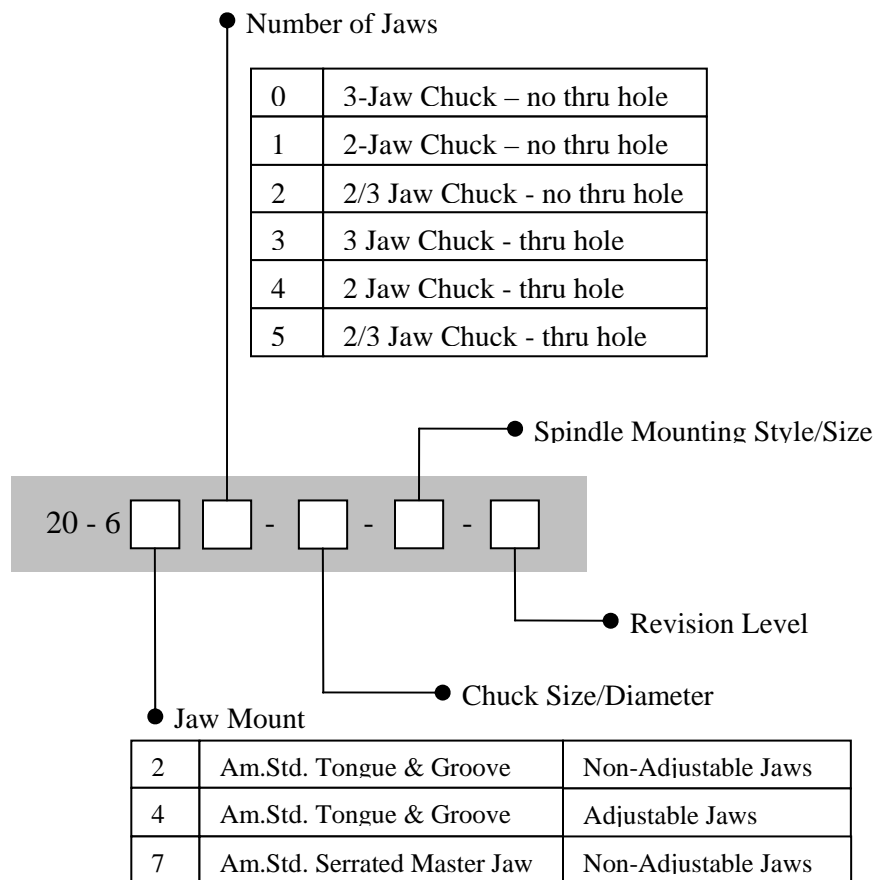 Number of Jaws
0 3-Jaw Chuck – no thru hole
1 2-Jaw Chuck – no thru hole
2 2/3 Jaw Chuck - no thru hole
3 3 Jaw Chuck - thru hole
4 2 Jaw Chuck - thru hole
5 2/3 Jaw Chuck - thru hole
Spindle Mounting Style/Size
20 - 6 - - -
Revision Level
Chuck Size/Diameter
Jaw Mount
2 Am.Std. Tongue & Groove Non-Adjustable Jaws
4 Am.Std. Tongue & Groove Adjustable Jaws
7 Am.Std. Serrated Master Jaw Non-Adjustable Jaws